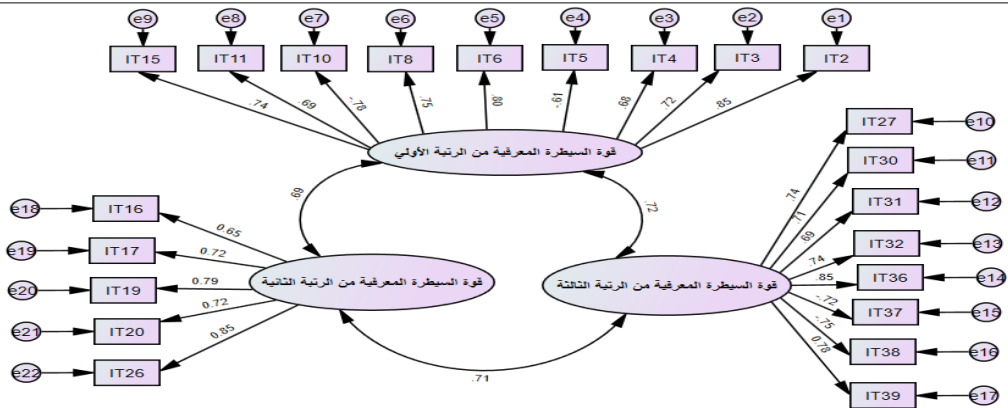 e9 e8 e7 e6 e5 e4 e3 e2 e1
IT15 IT11 IT10 IT8 IT6 IT5 IT4 IT3 IT2
.74 .69 -.78 .75 .80 -.61 .68 .72 .85
قوة السيطرة المعرفية من الرتبة الأولي
.69 .72
IT27 e10
IT30 e11
IT31 e12
IT32 e13
IT36 e14
IT37 e15
IT38 e16
IT39 e17
.74
.71
.69
.74
.85
-.72
-.75
0.78
قوة السيطرة المعرفية من الرتبة الثالثة
e18 IT16 0.65
e19 IT17 0.72
e20 IT19 0.79
e21 IT20 0.72
e22 IT26 0.85
قوة السيطرة المعرفية من الرتبة الثانية
.71